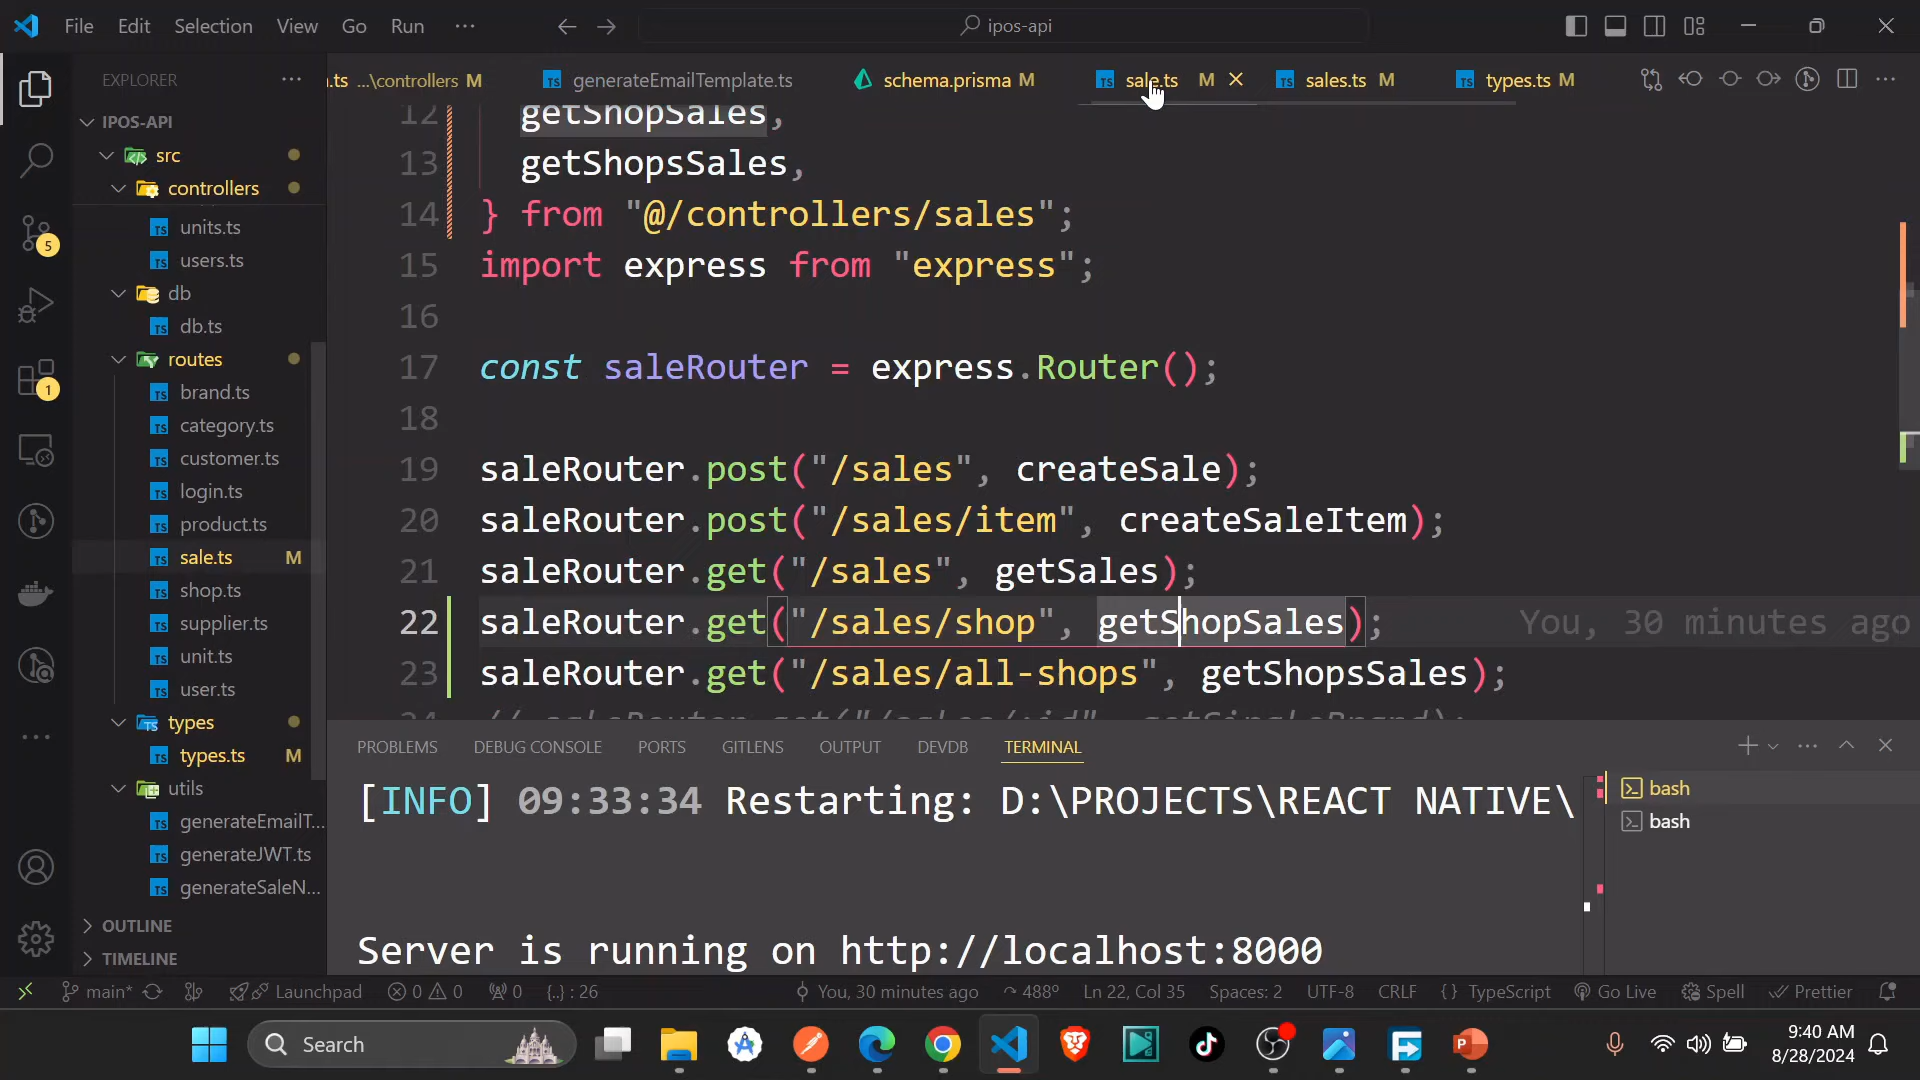 File Edit Selection View Go Run ...
ipos-api
EXPLORER
.ts ...\controllers M
generateEmailTemplate.ts
schema.prisma M
sale.ts M
sales.ts M
types.ts M
IPOS-API
src
controllers
units.ts
users.ts
db
db.ts
routes
brand.ts
category.ts
customer.ts
login.ts
product.ts
sale.ts M
shop.ts
supplier.ts
unit.ts
user.ts
types
types.ts M
utils
generateEmailT...
generateJWT.ts
generateSaleN...
OUTLINE
TIMELINE
5
1
12 getShopSales,
13 getShopsSales,
14 } from "@/controllers/sales";
15 import express from "express";
16
17 const saleRouter = express.Router();
18
19 saleRouter.post("/sales", createSale);
20 saleRouter.post("/sales/item", createSaleItem);
21 saleRouter.get("/sales", getSales);
22 saleRouter.get("/sales/shop", getShopSales); You, 30 minutes ago
23 saleRouter.get("/sales/all-shops", getShopsSales);
24 // saleRouter.get("/sales/:id", getSingleBrand);
PROBLEMS DEBUG CONSOLE PORTS GITLENS OUTPUT DEVDB TERMINAL
[INFO] 09:33:34 Restarting: D:\PROJECTS\REACT NATIVE\
Server is running on http://localhost:8000
bash
bash
main* Launchpad 0 0 0 {..} : 26 You, 30 minutes ago 488° Ln 22, Col 35 Spaces: 2 UTF-8 CRLF {} TypeScript Go Live Spell Prettier
Search
9:40 AM
8/28/2024